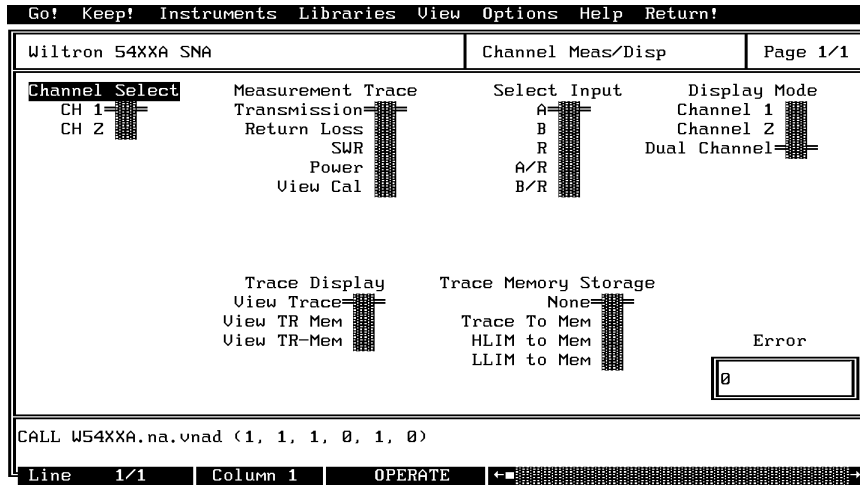 Go! Keep! Instruments Libraries View Options Help Return!
Wiltron 54XXA SNA Channel Meas/Disp Page 1/1
Channel Select Measurement Trace Select Input Display Mode
CH 1 Transmission A Channel 1
CH 2 Return Loss B Channel 2
SWR R Dual Channel
Power A/R
View Cal B/R
Trace Display Trace Memory Storage
View Trace None
View TR Mem Trace To Mem
View TR-Mem HLIM to Mem Error
LLIM to Mem
0
CALL W54XXA.na.vnad (1, 1, 1, 0, 1, 0)
Line 1/1 Column 1 OPERATE